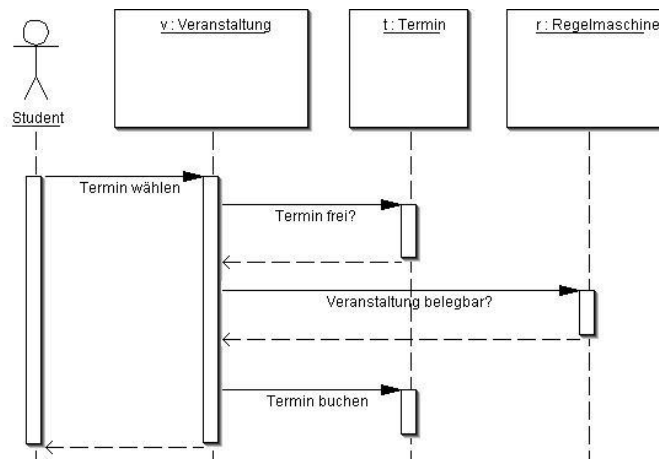 v : Veranstaltung
t : Termin
r : Regelmaschine
Student
Termin wählen
Termin frei?
Veranstaltung belegbar?
Termin buchen